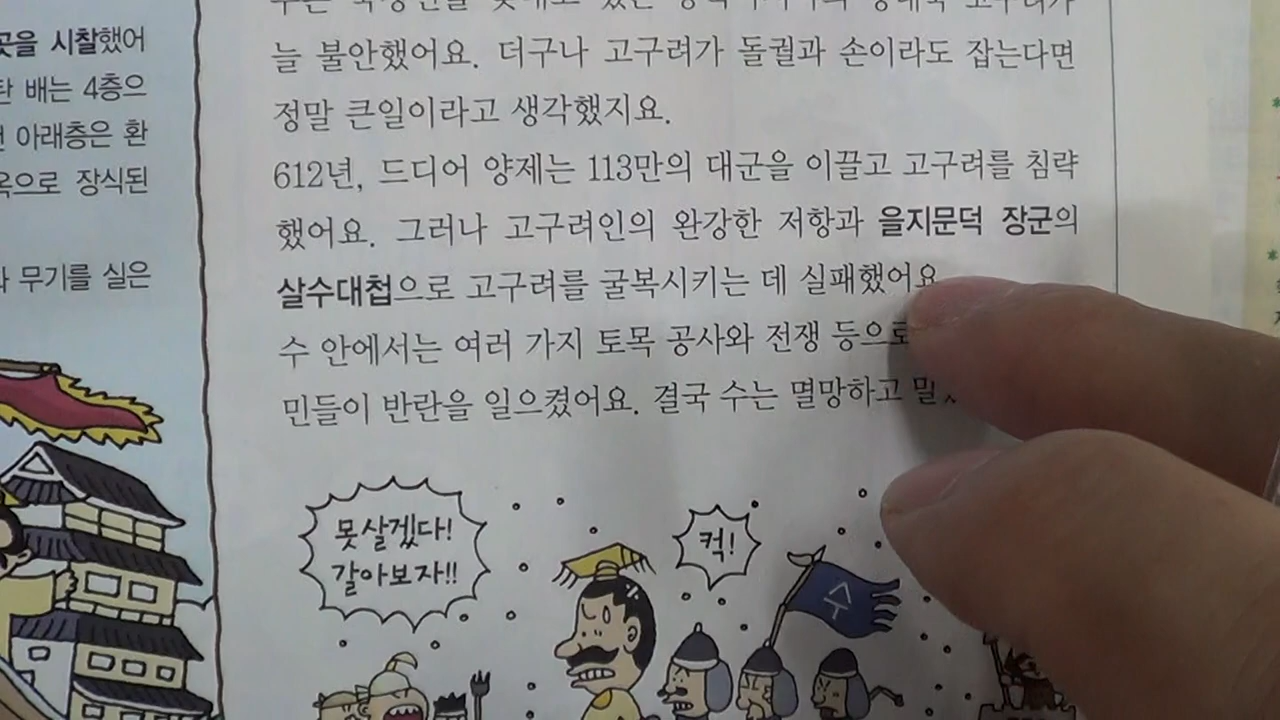 곳을 시찰했어
탄 배는 4층으
아래층은 환
옥으로 장식된
무기를 실은
늘 불안했어요. 더구나 고구려가 돌궐과 손이라도 잡는다면
정말 큰일이라고 생각했지요.
612년, 드디어 양제는 113만의 대군을 이끌고 고구려를 침략
했어요. 그러나 고구려인의 완강한 저항과 을지문덕 장군의
살수대첩으로 고구려를 굴복시키는 데 실패했어요
수 안에서는 여러 가지 토목 공사와 전쟁 등으로
민들이 반란을 일으켰어요. 결국 수는 멸망하고
못살겠다!
갈아보자!!
컥!
수